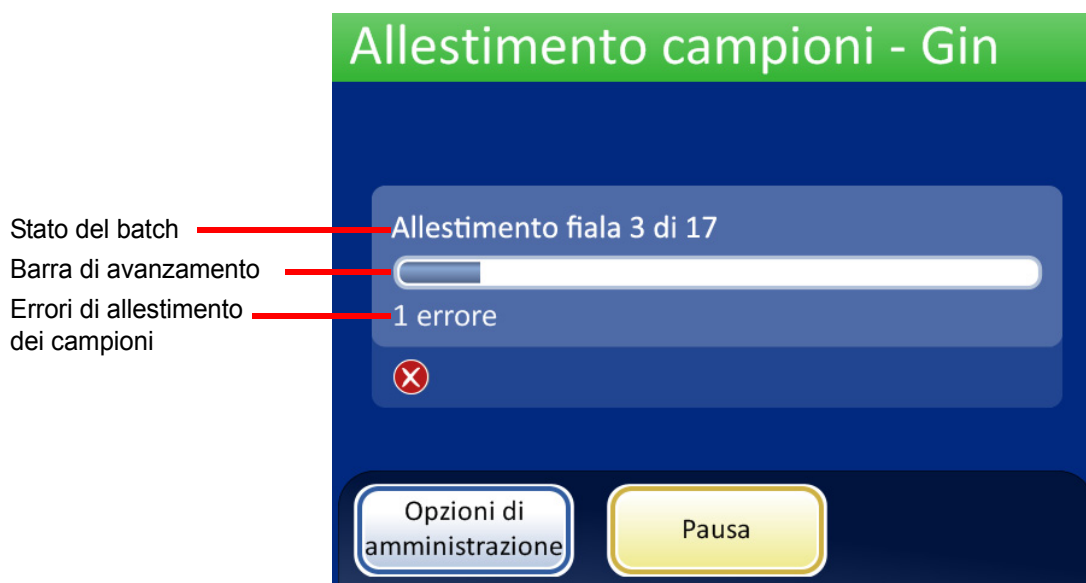 Allestimento campioni - Gin
Stato del batch
Allestimento fiala 3 di 17
Barra di avanzamento
Errori di allestimento
dei campioni
1 errore
Opzioni di
amministrazione
Pausa